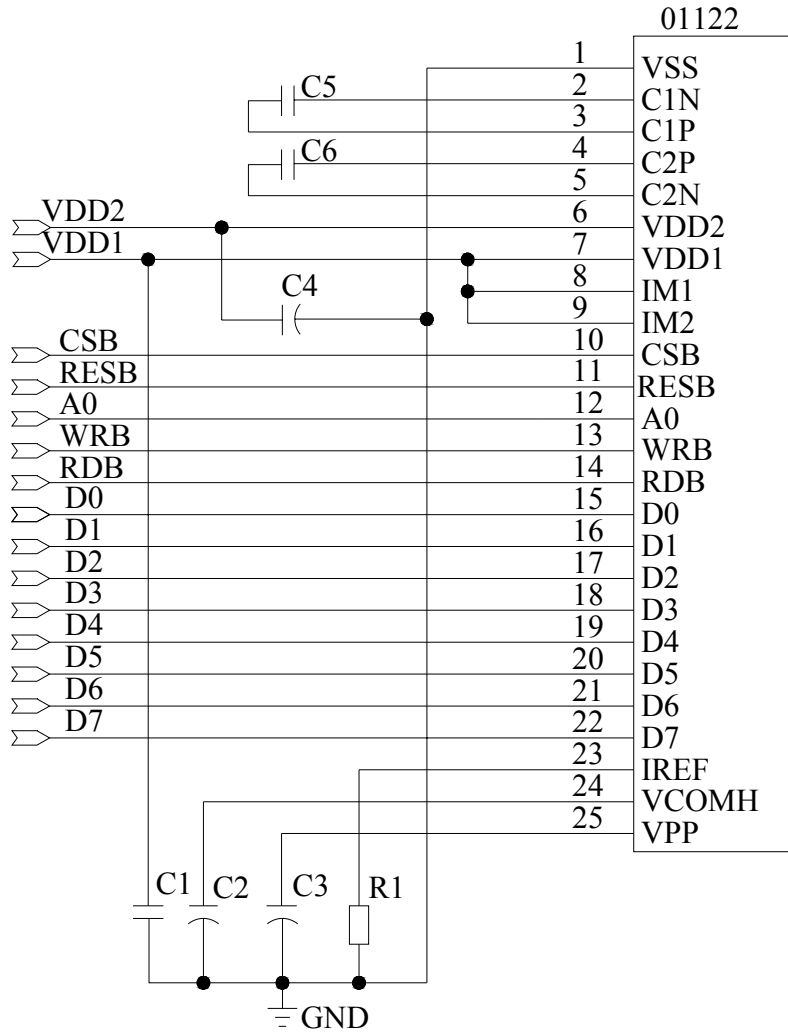 01122
1 VSS
C5 2 C1N
3 C1P
C6 4 C2P
5 C2N
VDD2 6 VDD2
VDD1 7 VDD1
C4 8 IM1
9 IM2
CSB 10 CSB
RESB 11 RESB
A0 12 A0
WRB 13 WRB
RDB 14 RDB
D0 15 D0
D1 16 D1
D2 17 D2
D3 18 D3
D4 19 D4
D5 20 D5
D6 21 D6
D7 22 D7
23 IREF
24 VCOMH
25 VPP
C1 C2 C3 R1
GND